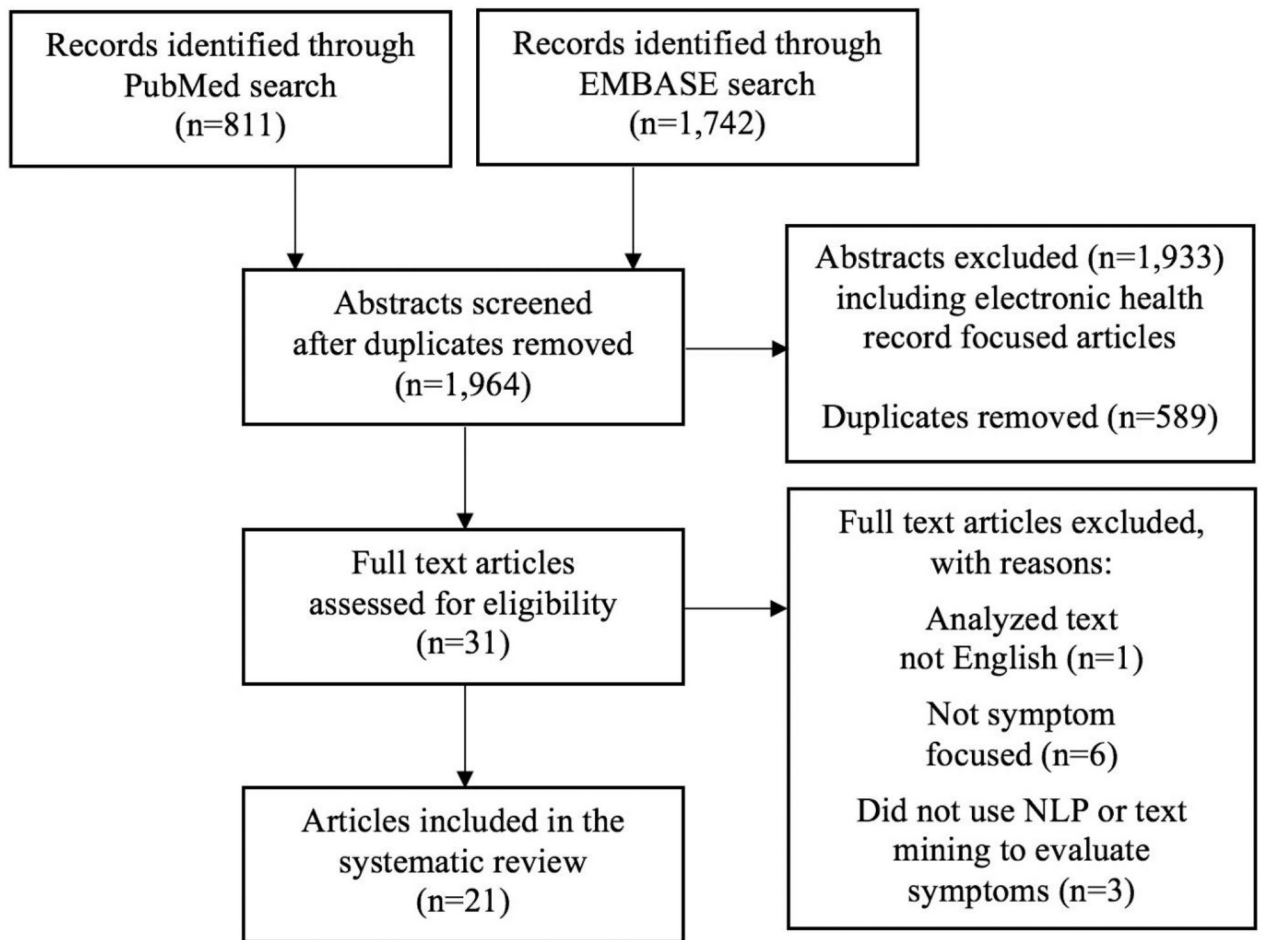 Records identified through
PubMed search
(n=811)
Records identified through
EMBASE search
(n=1,742)
Abstracts screened
after duplicates removed
(n=1,964)
Abstracts excluded (n=1,933)
including electronic health
record focused articles
Duplicates removed (n=589)
Full text articles
assessed for eligibility
(n=31)
Full text articles excluded,
with reasons:
Analyzed text
not English (n=1)
Not symptom
focused (n=6)
Did not use NLP or text
mining to evaluate
symptoms (n=3)
Articles included in the
systematic review
(n=21)